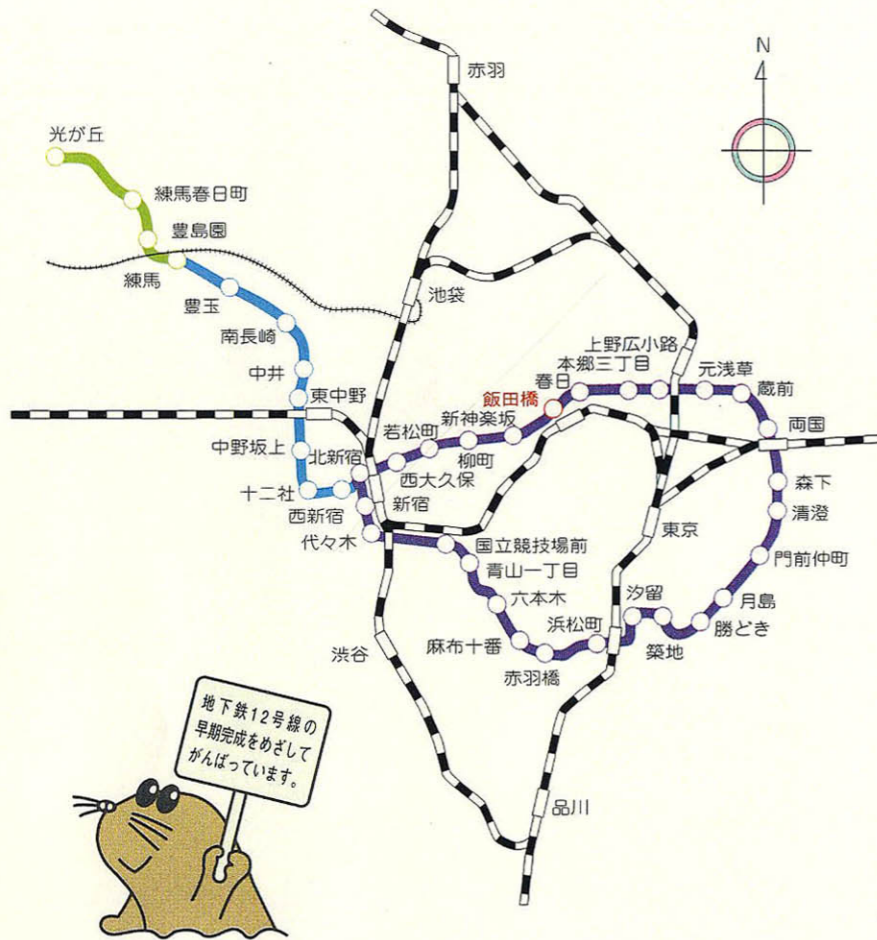 赤羽
N
光が丘
練馬春日町
豊島園
練馬
豊玉
池袋
南長崎
中井
東中野
上野広小路
本郷三丁目
春日
元浅草
蔵前
飯田橋
新神楽坂
若松町
両国
中野坂上
北新宿
柳町
西大久保
十二社
西新宿
新宿
森下
清澄
代々木
国立競技場前
東京
青山一丁目
門前仲町
六本木
汐留
月島
浜松町
勝どき
渋谷
麻布十番
築地
赤羽橋
地下鉄12号線の
早期完成をめざして
がんばっています。
品川